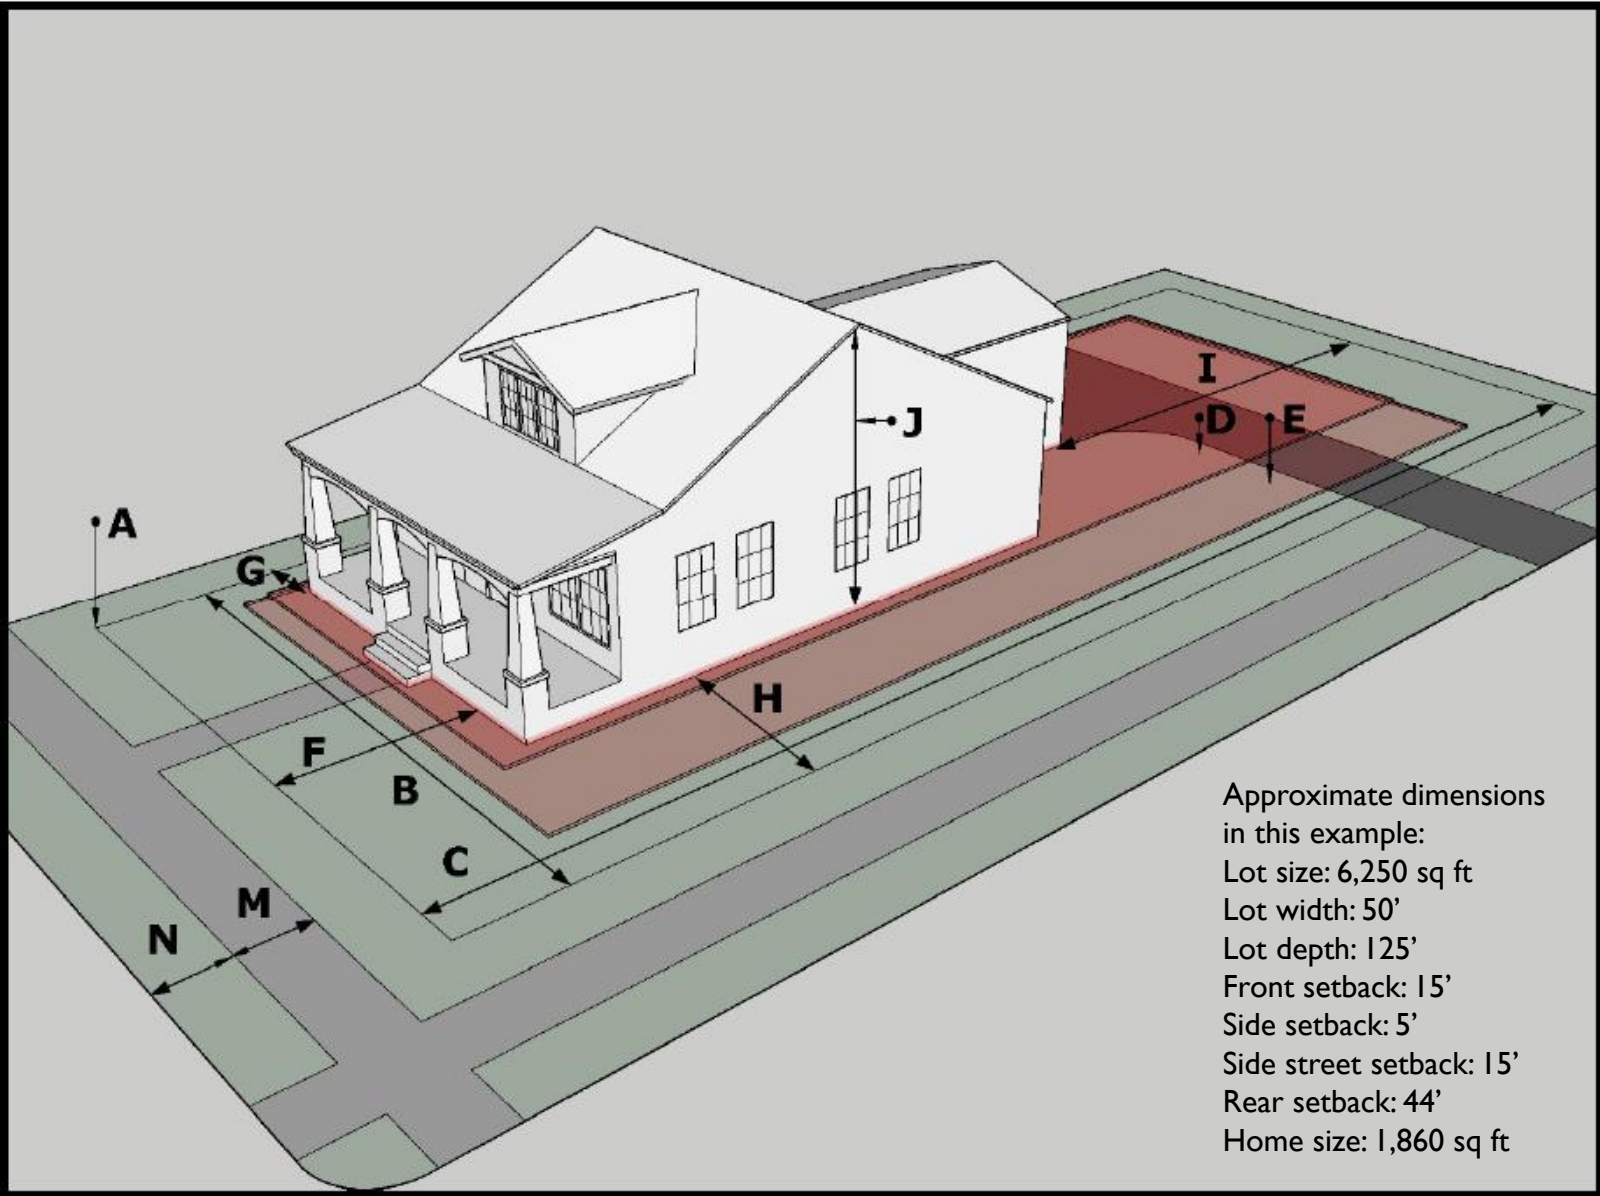 A
G
J
I
D
E
H
F
B
C
M
N
Approximate dimensions
in this example:
Lot size: 6,250 sq ft
Lot width: 50’
Lot depth: 125’
Front setback: 15’
Side setback: 5’
Side street setback: 15’
Rear setback: 44’
Home size: 1,860 sq ft